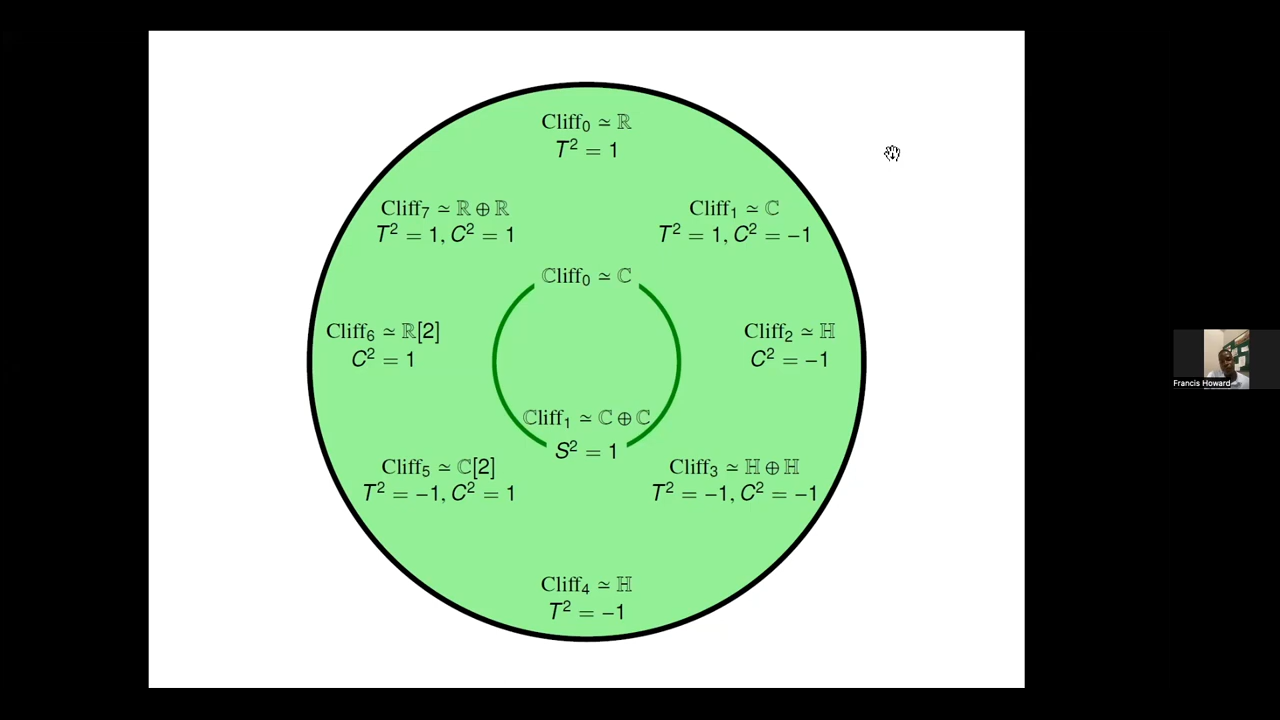 Cliff₀ ≃ ℝ
T² = 1
Cliff₇ ≃ ℝ ⊕ ℝ
T² = 1, C² = 1
Cliff₁ ≃ ℂ
T² = 1, C² = −1
ℂliff₀ ≃ ℂ
Cliff₆ ≃ ℝ[2]
C² = 1
Cliff₂ ≃ ℍ
C² = −1
ℂliff₁ ≃ ℂ ⊕ ℂ
S² = 1
Cliff₅ ≃ ℂ[2]
T² = −1, C² = 1
Cliff₃ ≃ ℍ ⊕ ℍ
T² = −1, C² = −1
Cliff₄ ≃ ℍ
T² = −1
Francis Howard